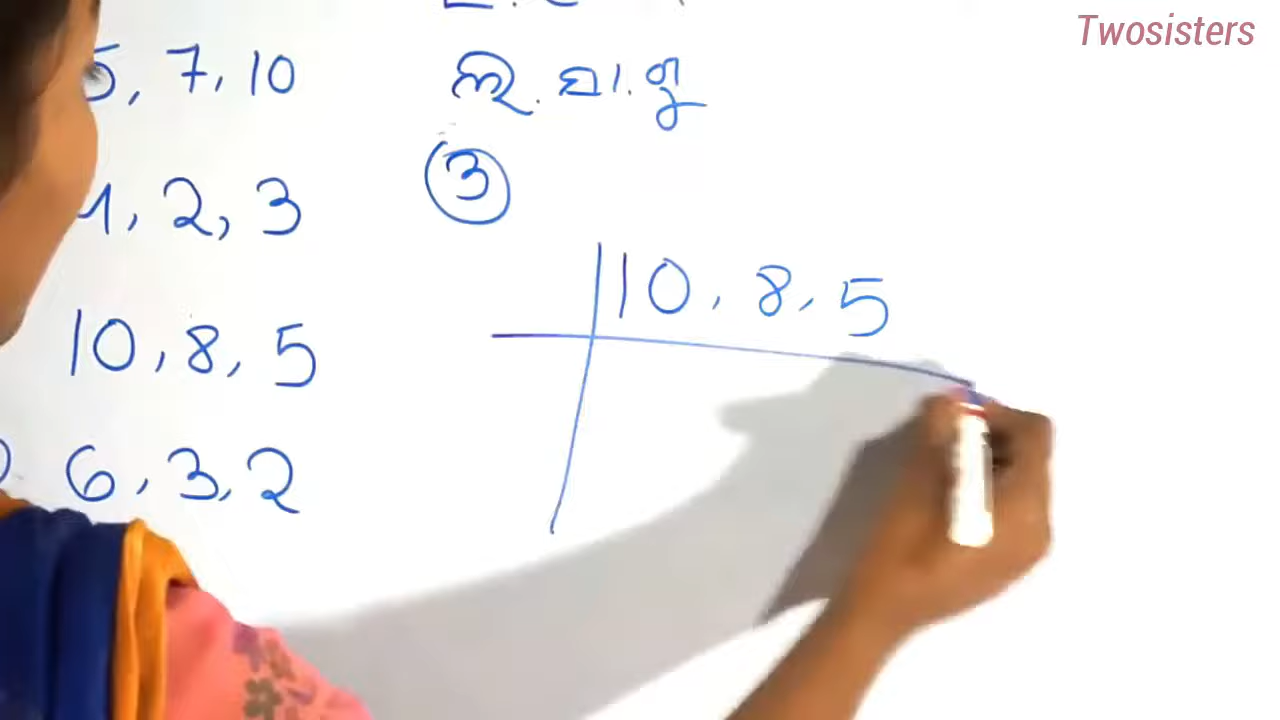 Twosisters
5, 7, 10
ଲ.ସା.ଗୁ
③
1, 2, 3
10, 8, 5
10, 8, 5
6, 3, 2